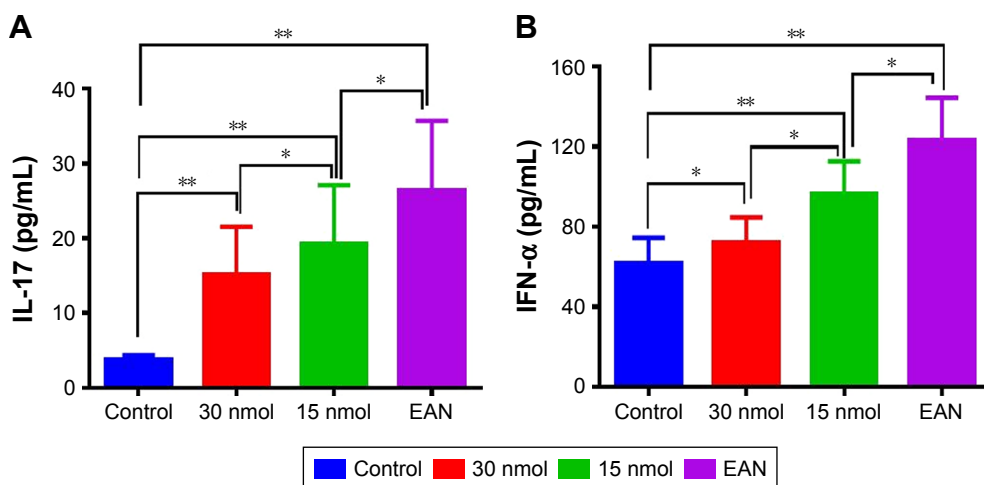 A
IL-17 (pg/mL)
40
30
20
10
0
**
*
**
*
**
Control 30 nmol 15 nmol EAN
B
IFN-α (pg/mL)
160
120
80
40
0
**
*
**
*
*
Control 30 nmol 15 nmol EAN
Control 30 nmol 15 nmol EAN